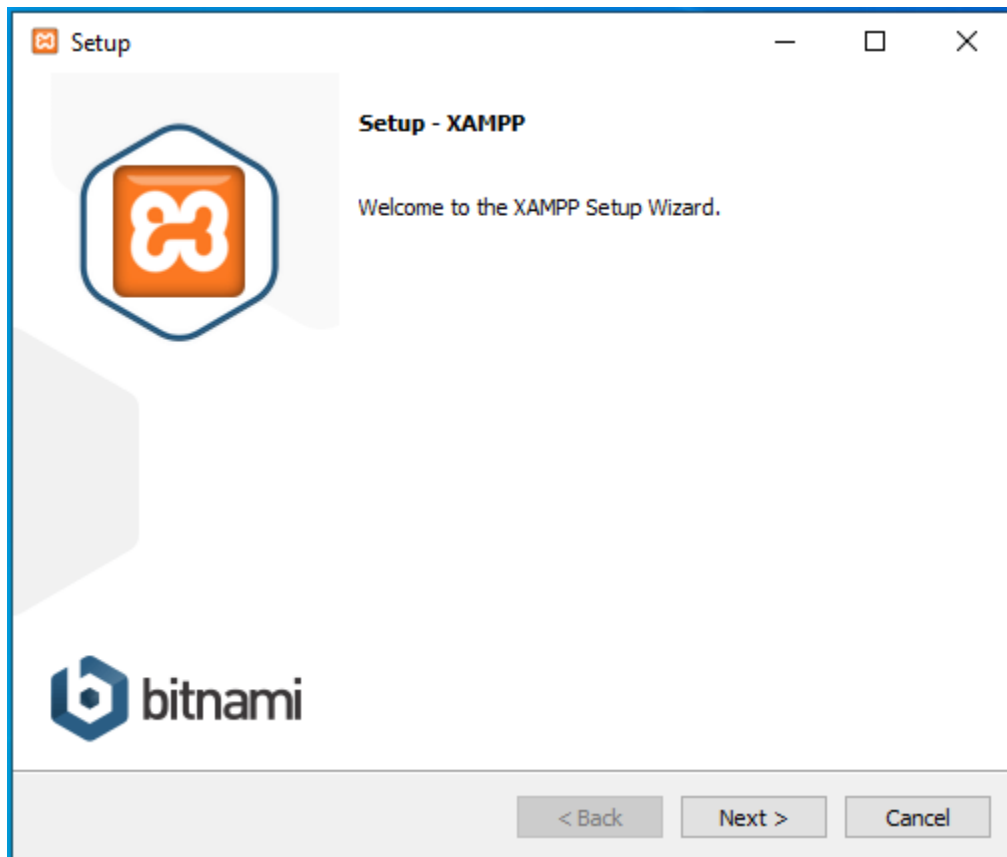 Setup
Setup - XAMPP
Welcome to the XAMPP Setup Wizard.
bitnami
< Back Next > Cancel